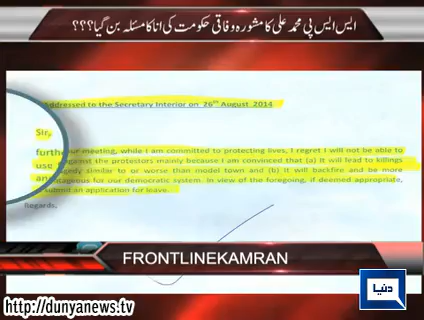 ایس ایس پی محمد علی کا مشورہ وفاقی حکومت کی انا کا مسئلہ بن گیا؟؟؟
Addressed to the Secretary Interior on 26th August 2014
Sir,
further our meeting, while I am committed to protecting lives, I regret I will not be able to
use against the protestors mainly because I am convinced that (a) it will lead to killings
similar to or worse than model town and (b) it will backfire and be more
for our democratic system. In view of the foregoing, if deemed appropriate,
submit an application for leave.
Regards,
FRONTLINEKAMRAN
دنیا
http://dunyanews.tv